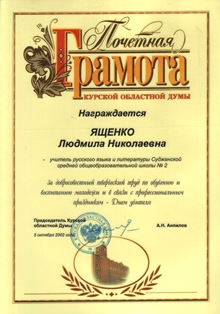 Почетная
Грамота
КУРСКОЙ ОБЛАСТНОЙ ДУМЫ
Награждается
ЯЩЕНКО
Людмила Николаевна
- учитель русского языка и литературы Суджанской
средней общеобразовательной школы № 2
За добросовестный творческий труд по обучению и
воспитанию молодежи и в связи с профессиональным
праздником - Днем учителя
Председатель Курской
областной Думы
А.Н. Анпилов
5 октября 2002 года